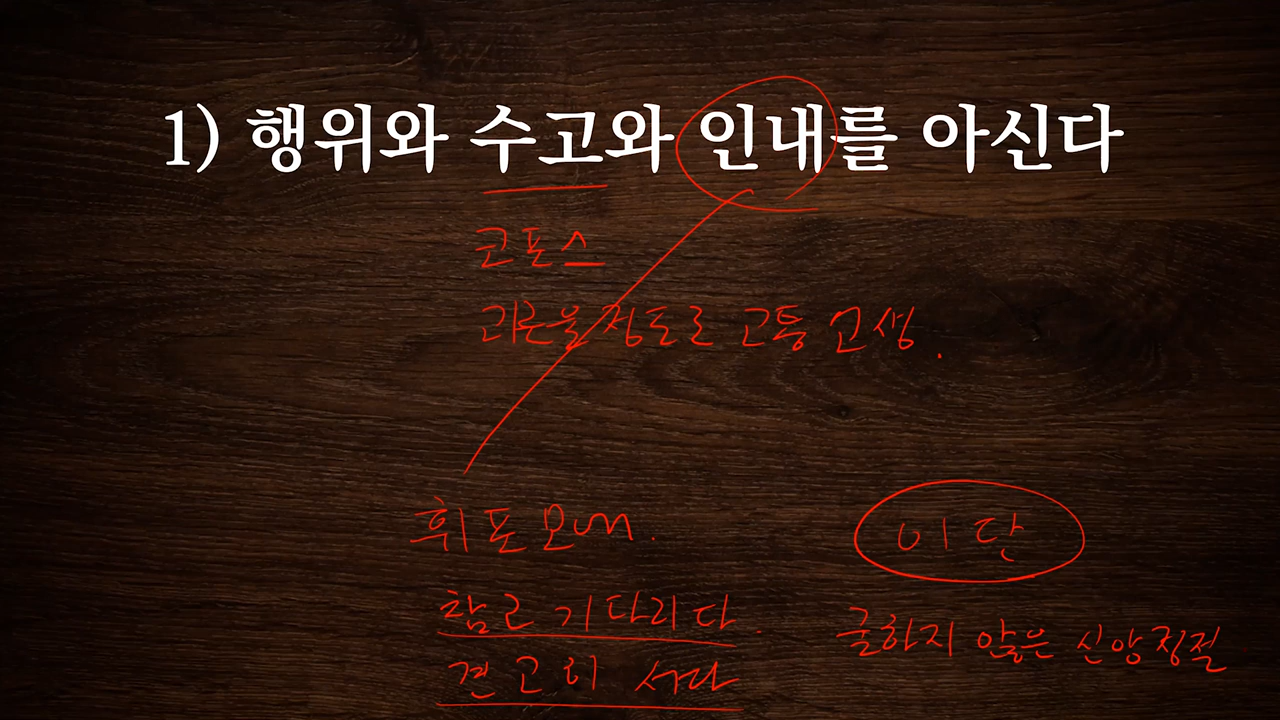 1) 행위와 수고와 인내를 아신다
코포스
괴로울 정도로 고통 고생.
휘포모네.
이단
참고 기다리다.
굴하지 않은 신앙 정절
견고히 서다